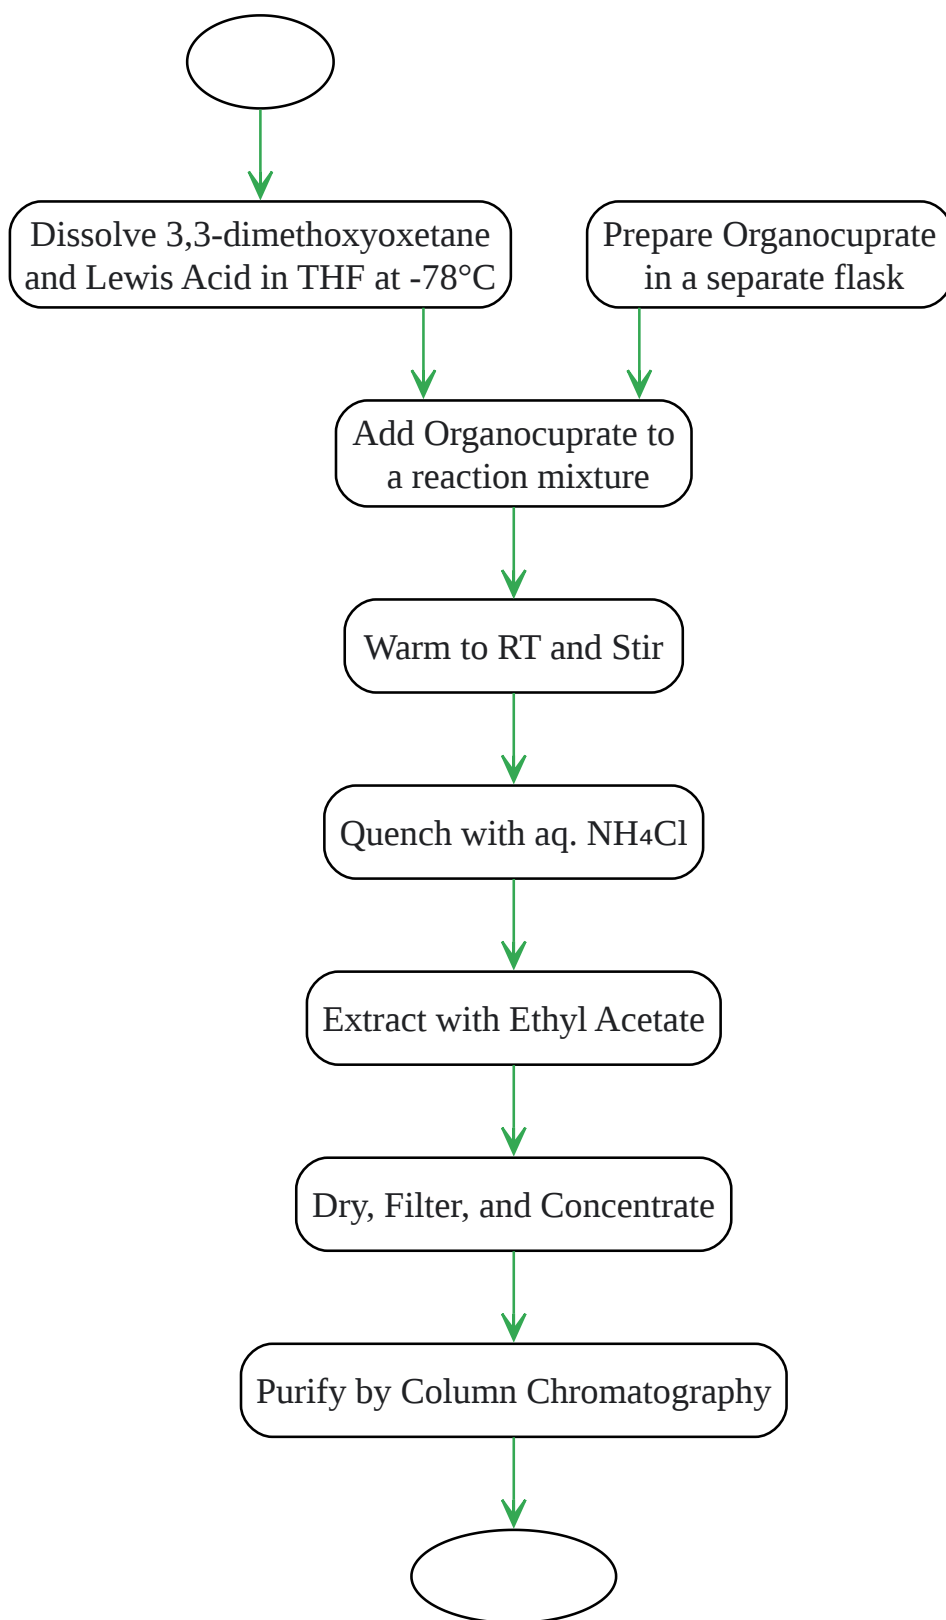 Dissolve 3,3-dimethoxyoxetane
and Lewis Acid in THF at -78°C
Prepare Organocuprate
in a separate flask
Add Organocuprate to
a reaction mixture
Warm to RT and Stir
Quench with aq. NH₄Cl
Extract with Ethyl Acetate
Dry, Filter, and Concentrate
Purify by Column Chromatography